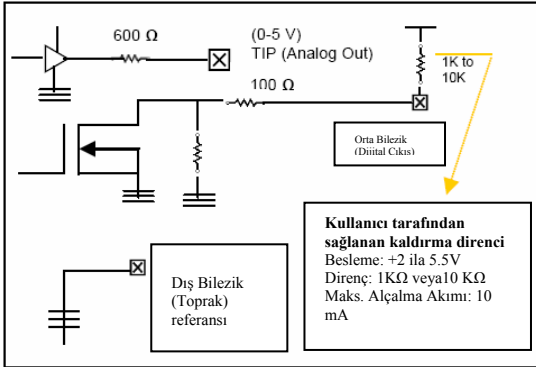 600 Ω
(0-5 V)
TIP (Analog Out)
100 Ω
1K to
10K
Orta Bilezik
(Dijital Cıkıs)
Kullanıcı tarafından
sağlanan kaldırma direnci
Besleme: +2 ila 5.5V
Direnç: 1KΩ veya10 KΩ
Maks. Alçalma Akımı: 10
mA
Dış Bilezik
(Toprak)
referansı